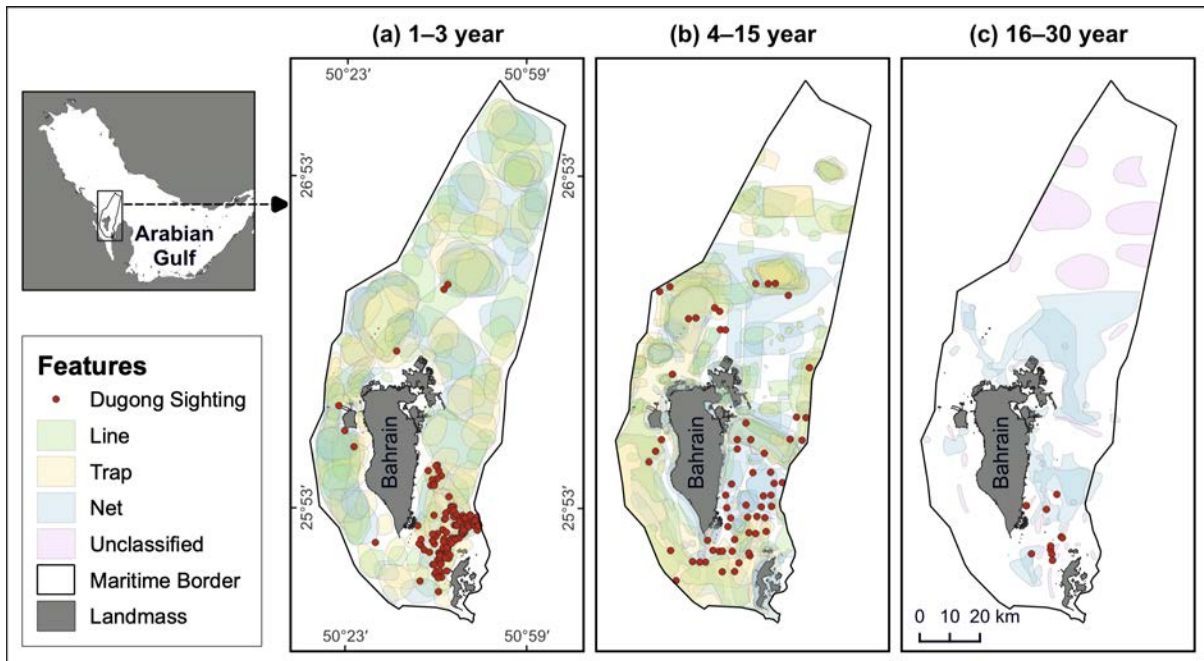 (a) 1–3 year
(b) 4–15 year
(c) 16–30 year
50°23′
50°59′
26°53′
26°53′
Arabian
Gulf
Features
Dugong Sighting
Line
Trap
Net
Unclassified
Maritime Border
Landmass
Bahrain
Bahrain
Bahrain
25°53′
25°53′
0 10 20 km
50°23′
50°59′